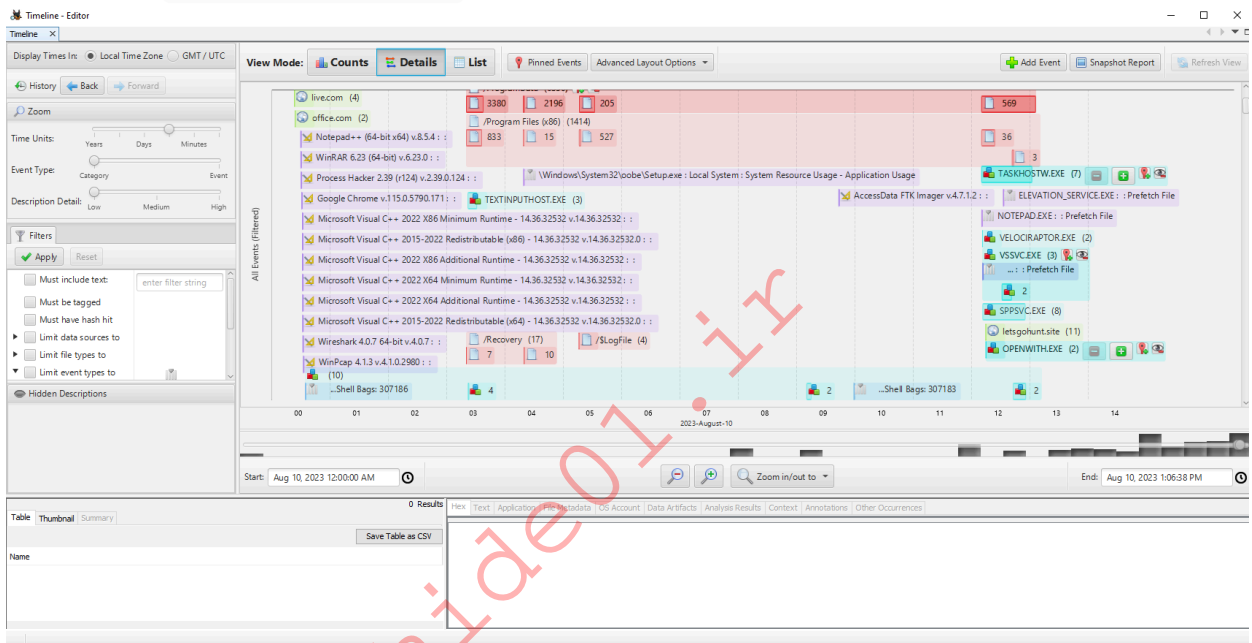 Timeline - Editor
Timeline X
Display Times In: Local Time Zone GMT / UTC
History Back Forward
Zoom
Time Units: Years Days Minutes
Event Type: Category Event
Description Detail: Low Medium High
Filters
Apply Reset
Must include text: enter filter string
Must be tagged
Must have hash hit
Limit data sources to
Limit file types to
Limit event types to
Hidden Descriptions
View Mode: Counts Details List Pinned Events Advanced Layout Options Add Event Snapshot Report Refresh View
All Events (Filtered)
live.com (4)
3380 2196 205 569
office.com (2) /Program Files (x86) (1414)
Notepad++ (64-bit x64) v.8.5.4 : : 833 15 527 36
WinRAR 6.23 (64-bit) v.6.23.0 : : 3
Process Hacker 2.39 (r124) v.2.39.0.124 : : \Windows\System32\oobe\Setup.exe : Local System : System Resource Usage - Application Usage TASKHOSTW.EXE (7)
Google Chrome v.115.0.5790.171 : : TEXTINPUTHOST.EXE (3) AccessData FTK Imager v.4.7.1.2 : : ELEVATION_SERVICE.EXE : : Prefetch File
Microsoft Visual C++ 2022 X86 Minimum Runtime - 14.36.32532 v.14.36.32532 : : NOTEPAD.EXE : : Prefetch File
Microsoft Visual C++ 2015-2022 Redistributable (x86) - 14.36.32532 v.14.36.32532.0 : : VELOCIRAPTOR.EXE (2)
Microsoft Visual C++ 2022 X86 Additional Runtime - 14.36.32532 v.14.36.32532 : : VSSVC.EXE (3)
Microsoft Visual C++ 2022 X64 Minimum Runtime - 14.36.32532 v.14.36.32532 : : ... : : Prefetch File
Microsoft Visual C++ 2022 X64 Additional Runtime - 14.36.32532 v.14.36.32532 : : 2
Microsoft Visual C++ 2015-2022 Redistributable (x64) - 14.36.32532 v.14.36.32532.0 : : SPPSVC.EXE (8)
Wireshark 4.0.7 64-bit v.4.0.7 : : /Recovery (17) /$LogFile (4) letsgohunt.site (11)
WinPcap 4.1.3 v.4.1.0.2980 : : 7 10 OPENWITH.EXE (2)
(10)
...Shell Bags: 307186 4 2 ...Shell Bags: 307183 2
00 01 02 03 04 05 06 07 08 09 10 11 12 13 14
2023-August-10
Start: Aug 10, 2023 12:00:00 AM Zoom in/out to End: Aug 10, 2023 1:06:38 PM
0 Results
Table Thumbnail Summary
Save Table as CSV
Name
Hex Text Application File Metadata OS Account Data Artifacts Analysis Results Context Annotations Other Occurrences